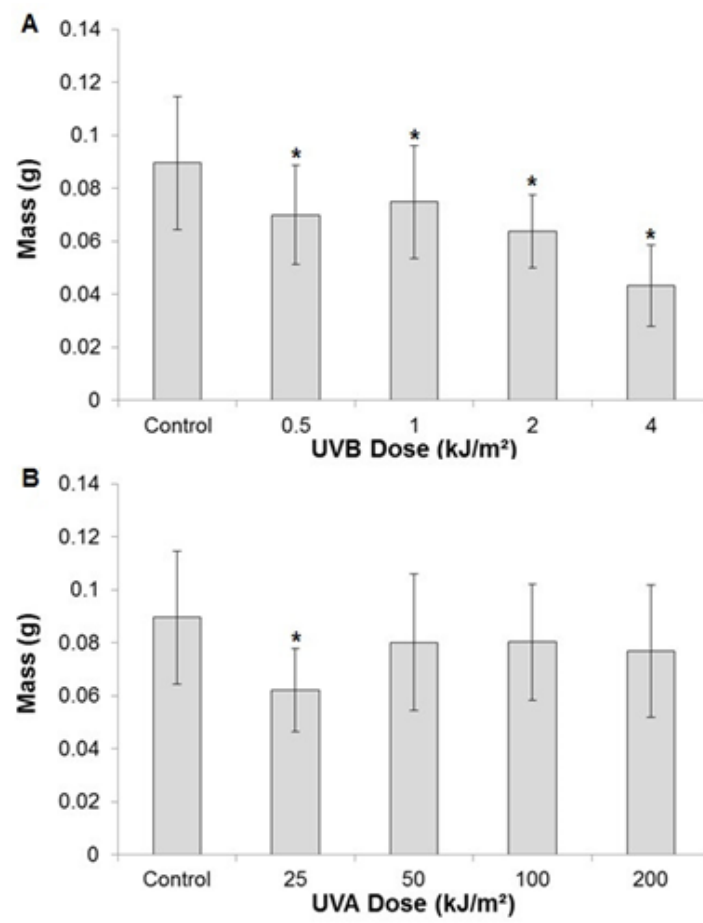 A
0.14
0.12
0.1
0.08
0.06
0.04
0.02
0
Mass (g)
*
*
*
*
Control 0.5 1 2 4
UVB Dose (kJ/m²)
B
0.14
0.12
0.1
0.08
0.06
0.04
0.02
0
Mass (g)
*
Control 25 50 100 200
UVA Dose (kJ/m²)